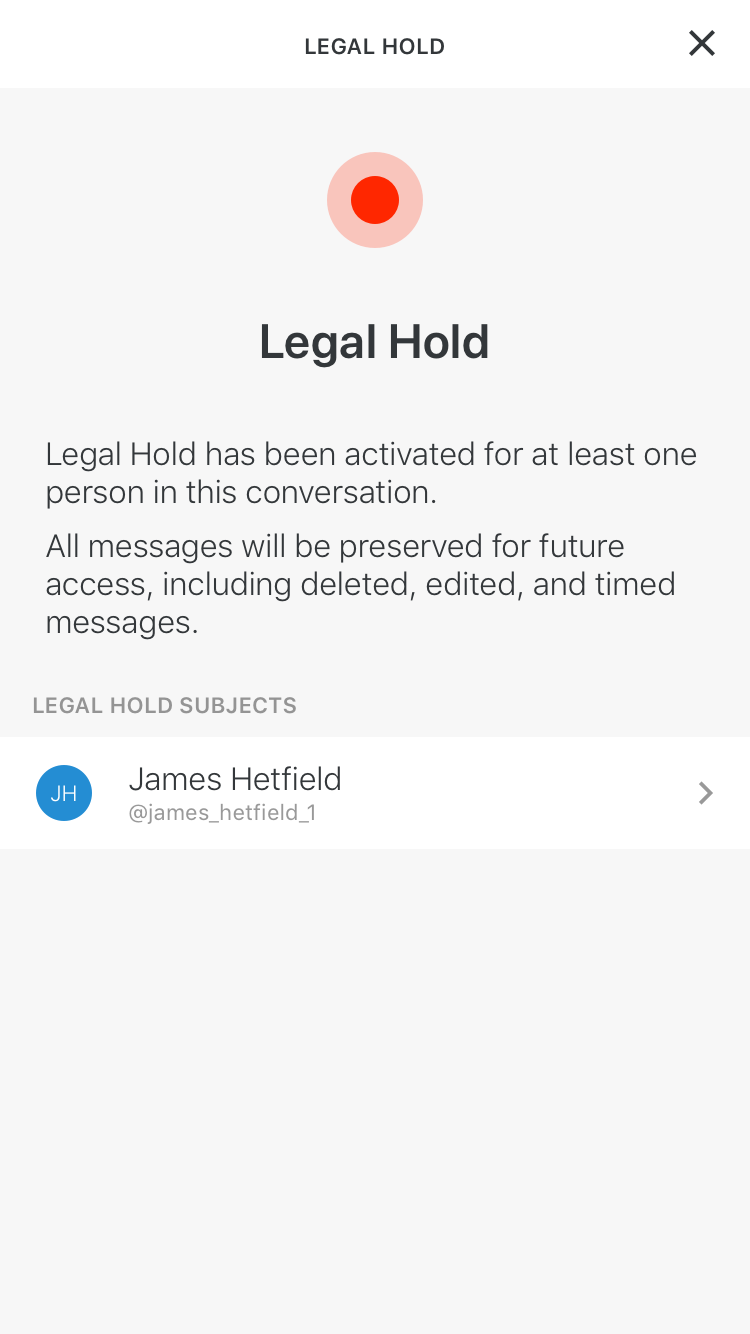 LEGAL HOLD
Legal Hold
Legal Hold has been activated for at least one
person in this conversation.
All messages will be preserved for future
access, including deleted, edited, and timed
messages.
LEGAL HOLD SUBJECTS
JH
James Hetfield
@james_hetfield_1